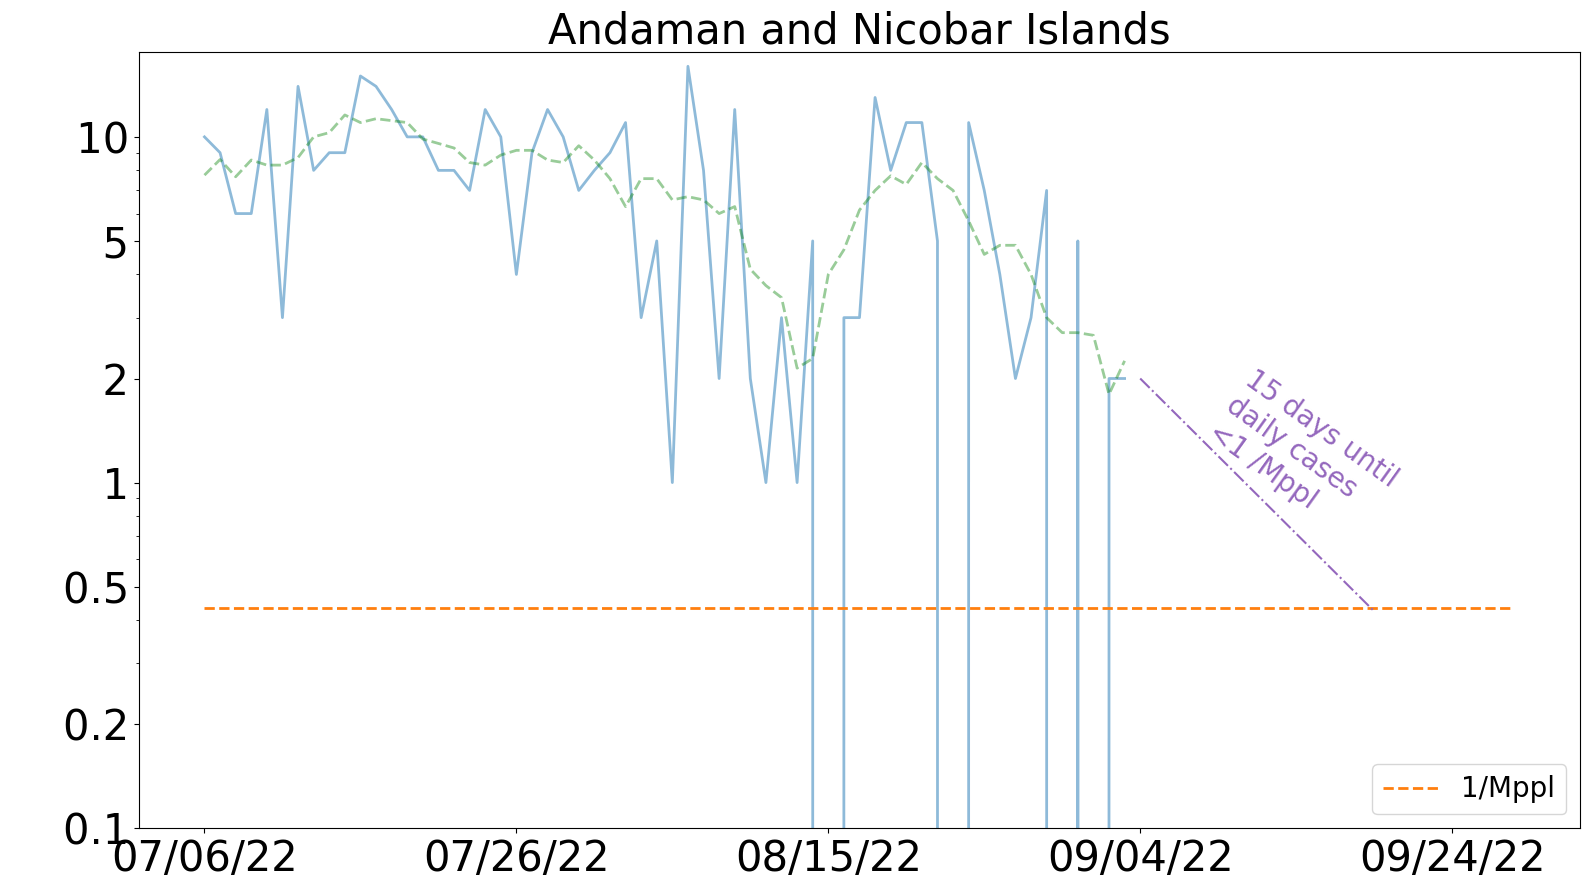 Andaman and Nicobar Islands
10
5
2
1
0.5
0.2
0.1
15 days until
daily cases
<1 /Mppl
1/Mppl
07/06/22
07/26/22
08/15/22
09/04/22
09/24/22